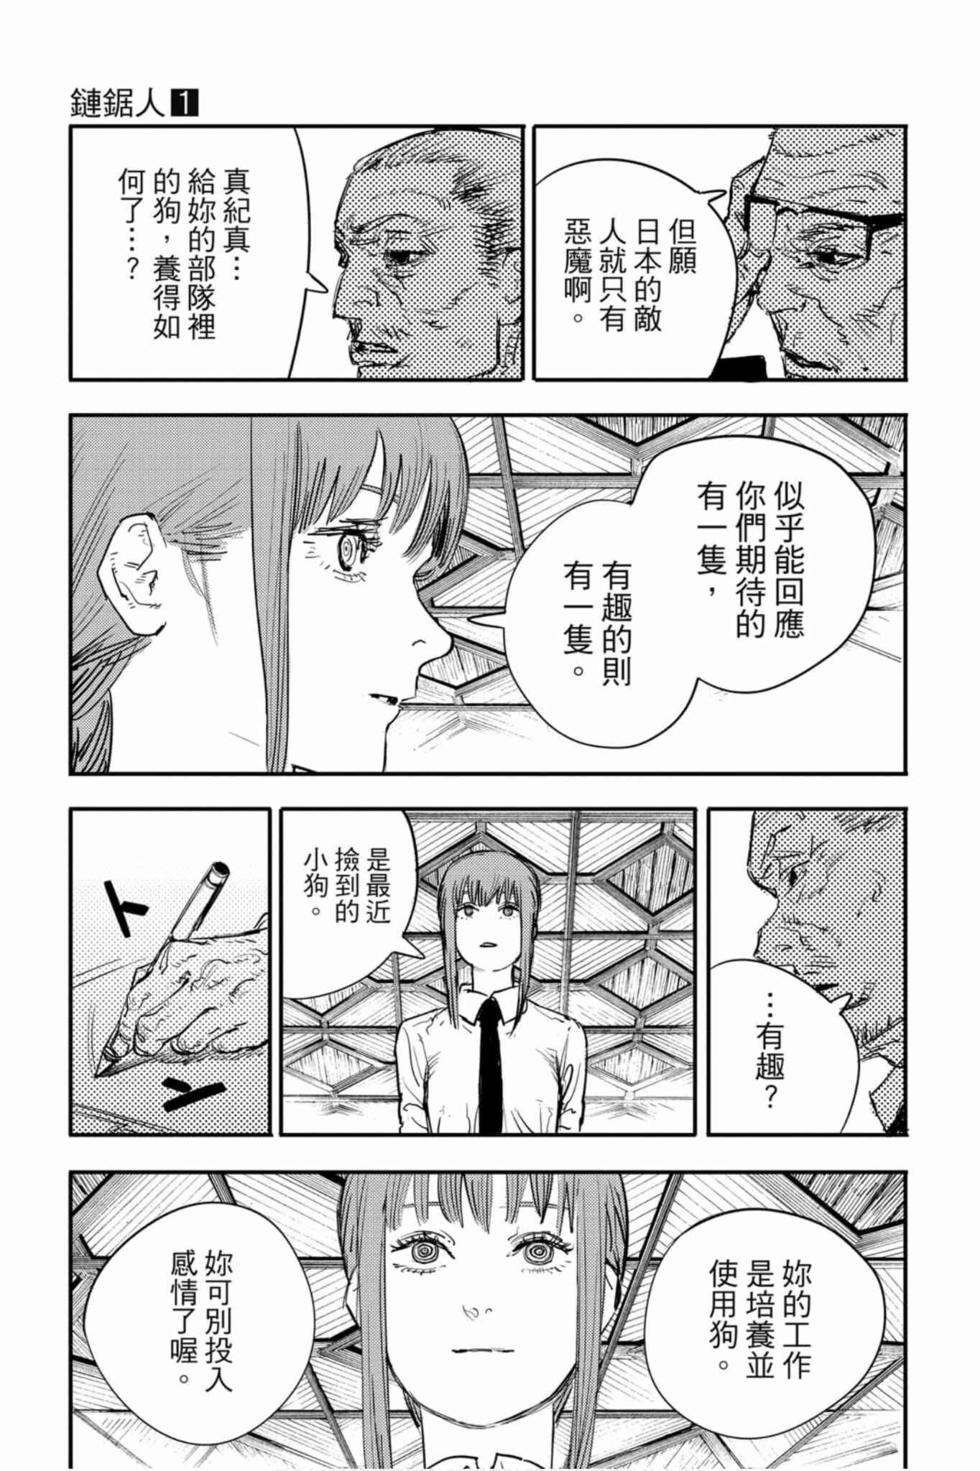 鏈鋸人1
但願
日本的敵
人就只有
惡魔啊。
真紀真…
給妳的部隊裡
的狗，養得如
何了…？
似乎能回應
你們期待的
有一隻，
有趣的則
有一隻。
…有趣？
是最近
撿到的
小狗。
トン
妳的工作
是培養並
使用狗。
妳可別投入
感情了喔。